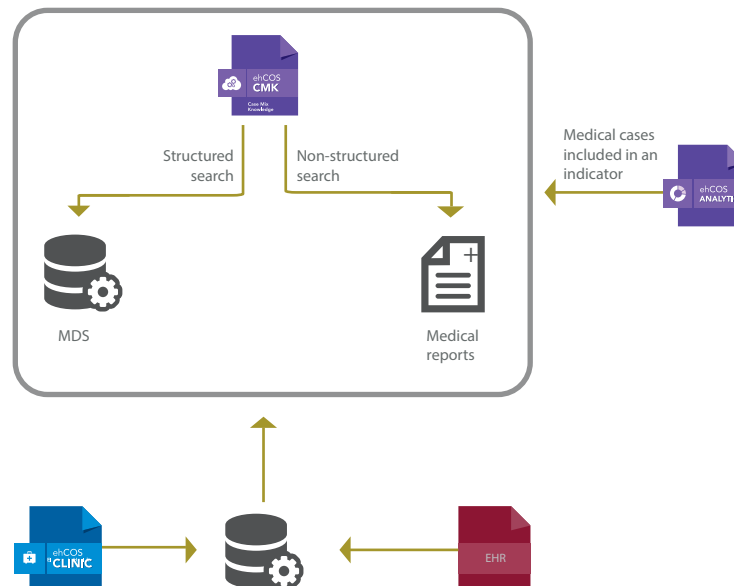 ehCOS
CMK
Case Mix
Knowledge
Structured
search
Non-structured
search
Medical cases
included in an
indicator
ehCOS
MDS
Medical
reports
ehCOS
CLINIC
EHR